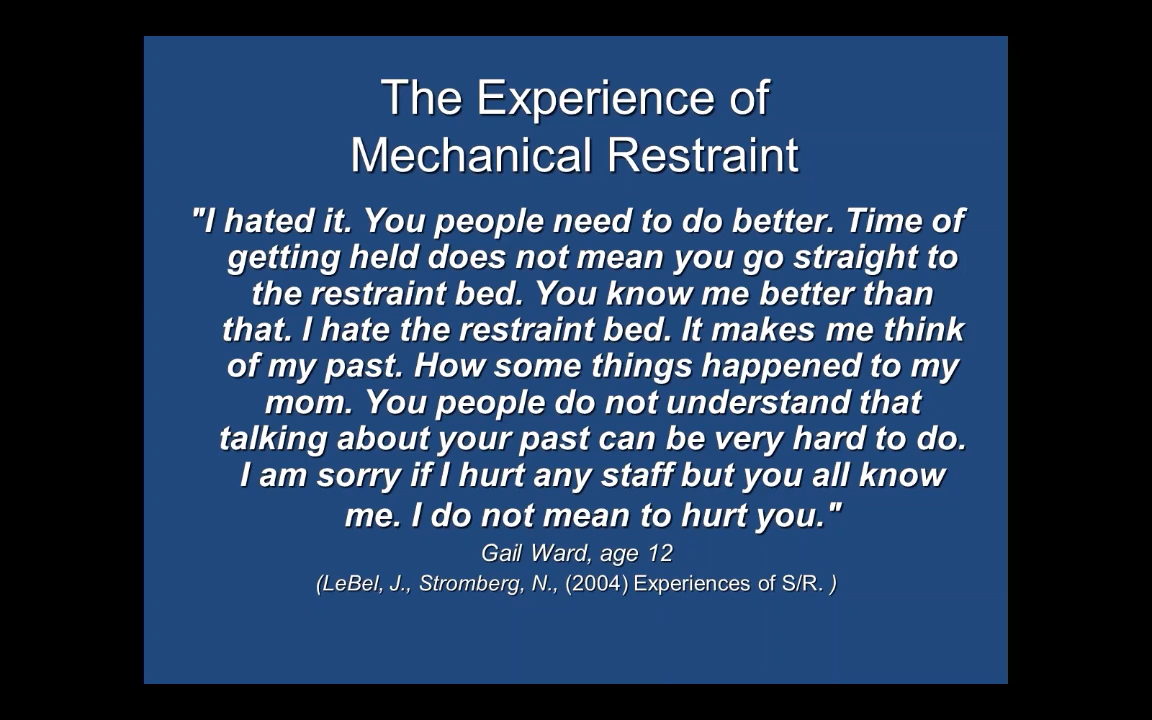 The Experience of
Mechanical Restraint
"I hated it. You people need to do better. Time of
getting held does not mean you go straight to
the restraint bed. You know me better than
that. I hate the restraint bed. It makes me think
of my past. How some things happened to my
mom. You people do not understand that
talking about your past can be very hard to do.
I am sorry if I hurt any staff but you all know
me. I do not mean to hurt you."
Gail Ward, age 12
(LeBel, J., Stromberg, N., (2004) Experiences of S/R. )